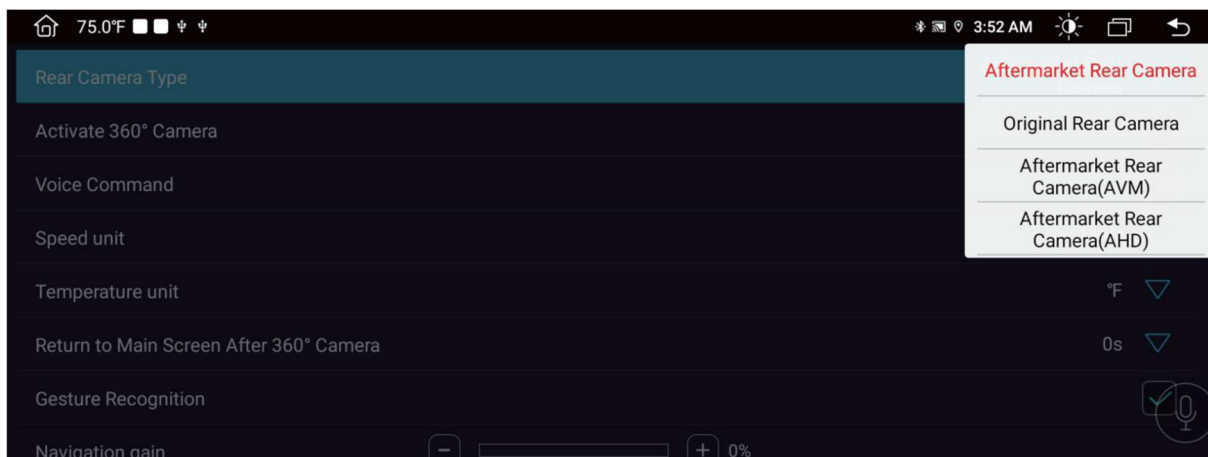 75.0°F 3:52 AM
Rear Camera Type
Aftermarket Rear Camera
Activate 360° Camera
Original Rear Camera
Voice Command
Aftermarket Rear
Camera(AVM)
Speed unit
Aftermarket Rear
Camera(AHD)
Temperature unit °F
Return to Main Screen After 360° Camera 0s
Gesture Recognition
Navigation gain - + 0%